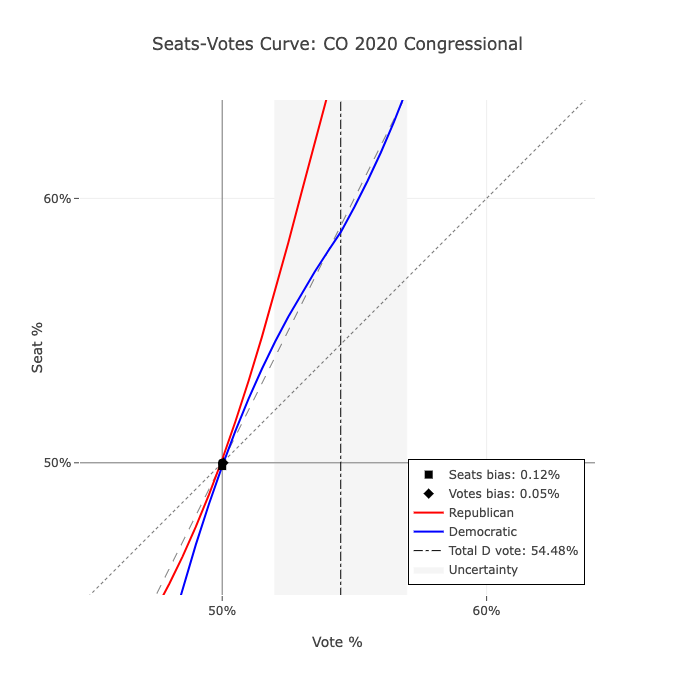 Seats-Votes Curve: CO 2020 Congressional
60%
Seat %
50%
Seats bias: 0.12%
Votes bias: 0.05%
Republican
Democratic
Total D vote: 54.48%
Uncertainty
50%
60%
Vote %